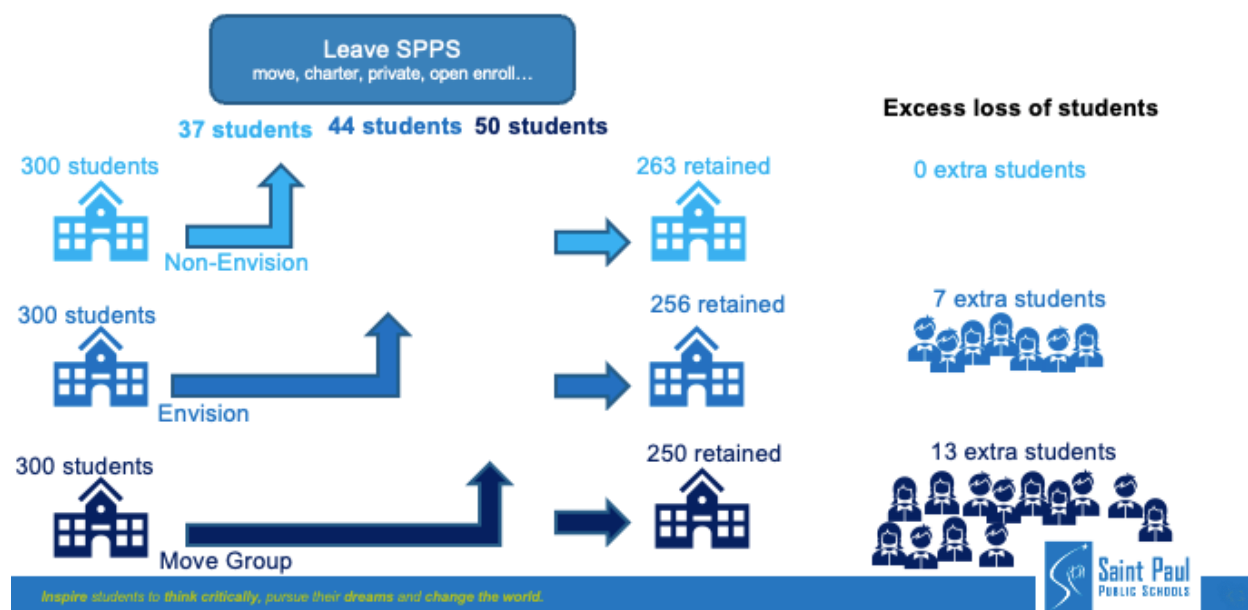 Leave SPPS
move, charter, private, open enroll...
37 students 44 students 50 students
Excess loss of students
300 students
263 retained
0 extra students
Non-Envision
300 students
256 retained
7 extra students
Envision
300 students
250 retained
13 extra students
Move Group
Inspire students to think critically, pursue their dreams and change the world.
Saint Paul
PUBLIC SCHOOLS